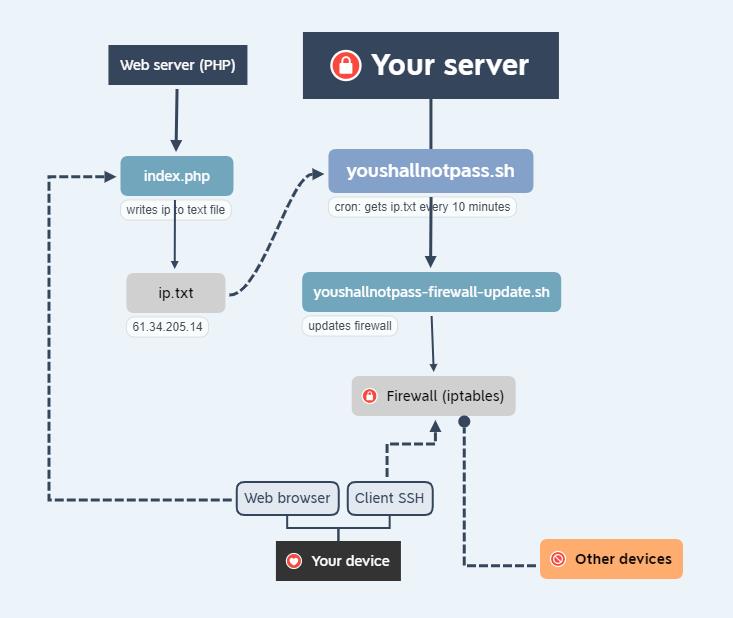 Web server (PHP)
Your server
index.php
writes ip to text file
youshallnotpass.sh
cron: gets ip.txt every 10 minutes
ip.txt
61.34.205.14
youshallnotpass-firewall-update.sh
updates firewall
Firewall (iptables)
Web browser
Client SSH
Your device
Other devices